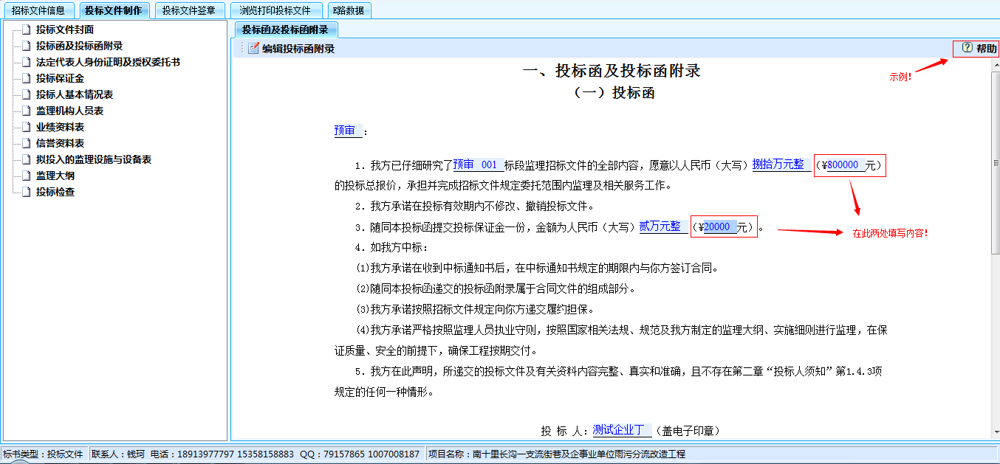 招标文件信息 投标文件制作 投标文件签章 浏览打印投标文件 E路数据
投标文件封面
投标函及投标函附录
法定代表人身份证明及授权委托书
投标保证金
投标人基本情况表
监理机构人员表
业绩资料表
信誉资料表
拟投入的监理设施与设备表
监理大纲
投标检查
投标函及投标函附录
编辑投标函附录
帮助
示例!
一、投标函及投标函附录
（一）投标函
预审 ：
1. 我方已仔细研究了预审 001 标段监理招标文件的全部内容，愿意以人民币（大写）捌拾万元整 （¥800000 元）
的投标总报价，承担并完成招标文件规定委托范围内监理及相关服务工作。
2. 我方承诺在投标有效期内不修改、撤销投标文件。
3. 随同本投标函提交投标保证金一份，金额为人民币（大写）贰万元整 （¥20000 元）。
在此两处填写内容!
4. 如我方中标：
(1)我方承诺在收到中标通知书后，在中标通知书规定的期限内与你方签订合同。
(2)随同本投标函递交的投标函附录属于合同文件的组成部分。
(3)我方承诺按照招标文件规定向你方递交履约担保。
(4)我方承诺严格按照监理人员执业守则，按照国家相关法规、规范及我方制定的监理大纲、实施细则进行监理，在保
证质量、安全的前提下，确保工程按期交付。
5. 我方在此声明，所递交的投标文件及有关资料内容完整、真实和准确，且不存在第二章“投标人须知”第1.4.3项
规定的任何一种情形。
投 标 人：测试企业丁 （盖电子印章）
标书类型：投标文件 联系人：钱珂 电话：18913977797 15358158883 QQ：79157865 1007008187 项目名称：南十里长沟一支流街巷及企事业单位雨污分流改造工程